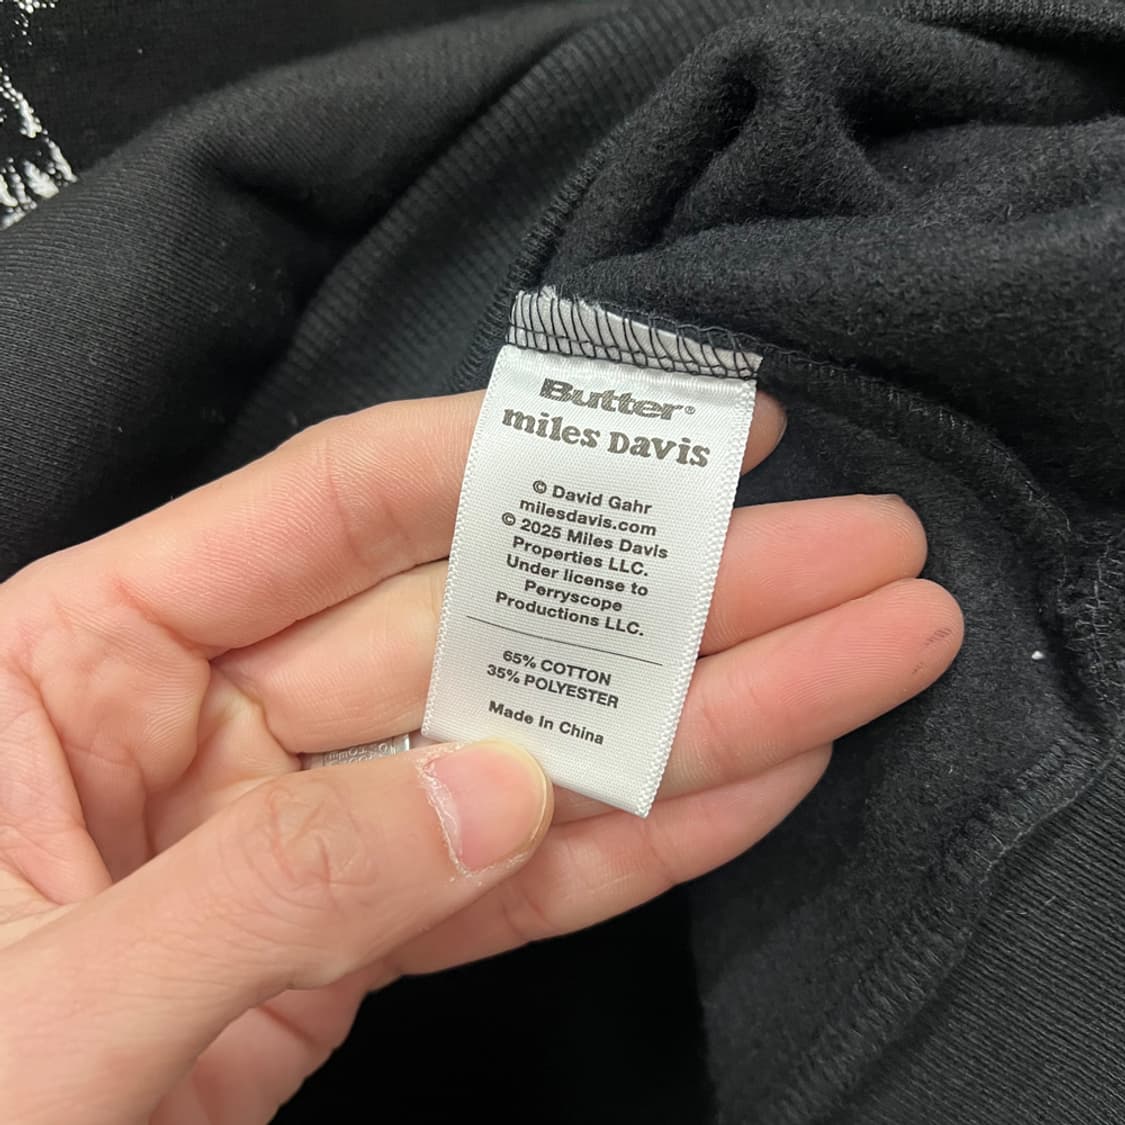 Butter®
miles Davis
© David Gahr
milesdavis.com
© 2025 Miles Davis
Properties LLC.
Under license to
Perryscope
Productions LLC.
65% COTTON
35% POLYESTER
Made In China